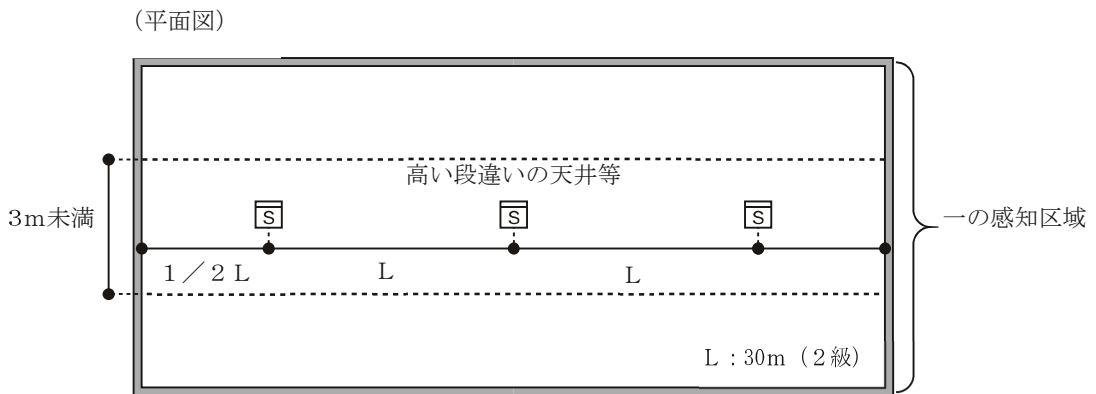 （平面図）
高い段違いの天井等
3ｍ未満
S
S
S
一の感知区域
１／２Ｌ
Ｌ
Ｌ
Ｌ：30ｍ（２級）